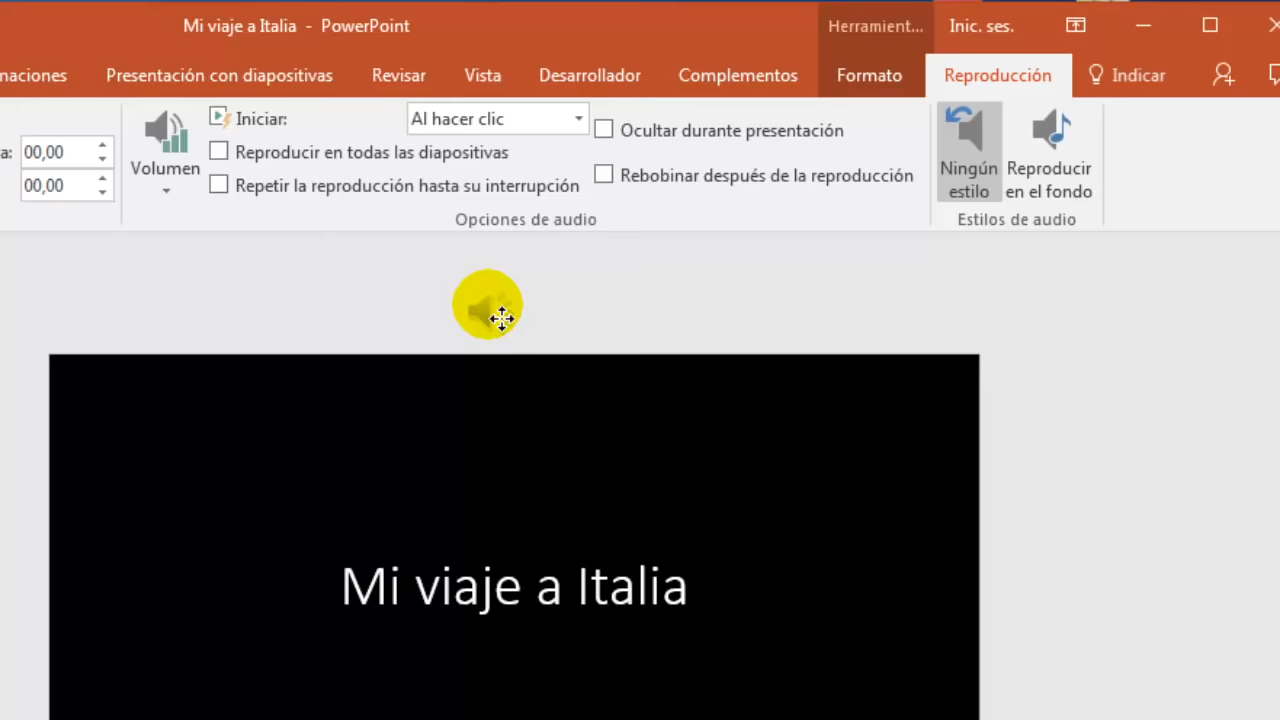 Mi viaje a Italia - PowerPoint
Herramient...
Inic. ses.
maciones
Presentación con diapositivas
Revisar
Vista
Desarrollador
Complementos
Formato
Reproducción
Indicar
a: 00,00
00,00
Volumen
Iniciar: Al hacer clic
Reproducir en todas las diapositivas
Repetir la reproducción hasta su interrupción
Ocultar durante presentación
Rebobinar después de la reproducción
Opciones de audio
Ningún
estilo
Reproducir
en el fondo
Estilos de audio
Mi viaje a Italia